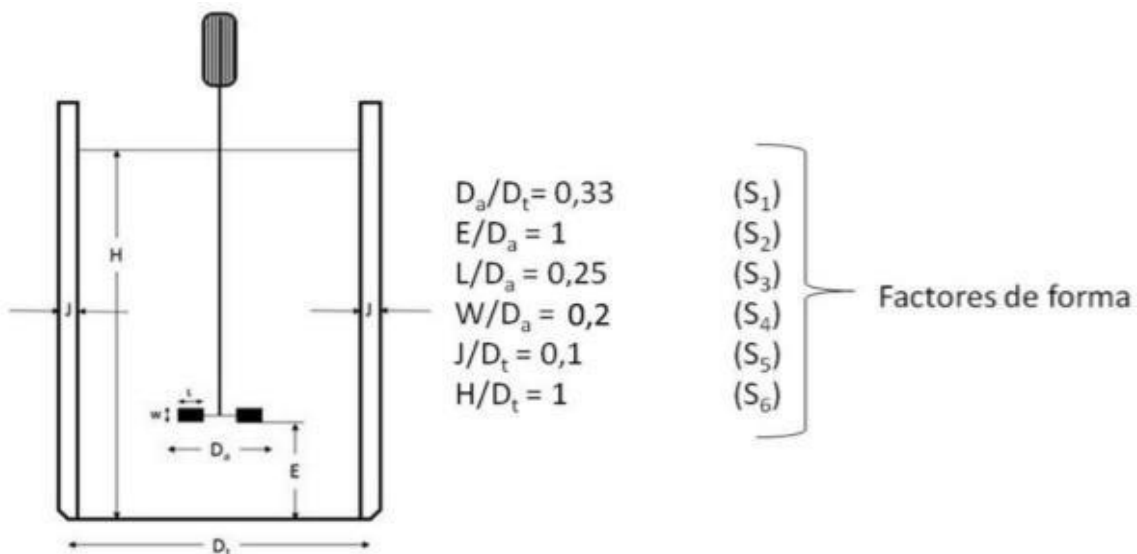 H
J
J
L
W
Dₐ
E
Dₜ
Dₐ/Dₜ= 0,33 (S₁)
E/Dₐ = 1 (S₂)
L/Dₐ = 0,25 (S₃)
W/Dₐ = 0,2 (S₄)
J/Dₜ = 0,1 (S₅)
H/Dₜ = 1 (S₆)
Factores de forma